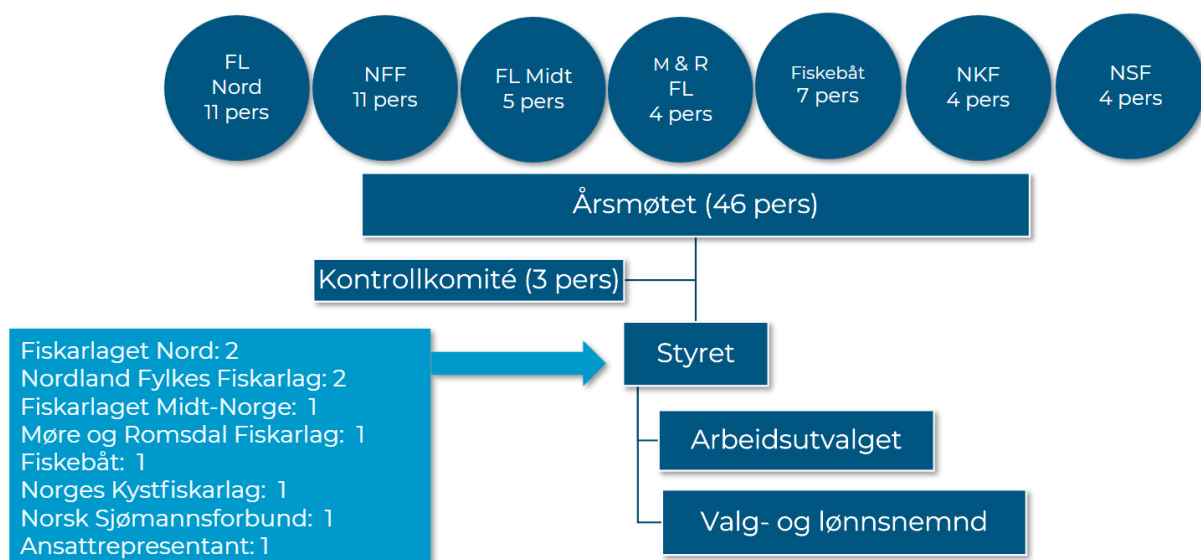 FL
Nord
11 pers
NFF
11 pers
FL Midt
5 pers
M & R
FL
4 pers
Fiskebåt
7 pers
NKF
4 pers
NSF
4 pers
Årsmøtet (46 pers)
Kontrollkomité (3 pers)
Fiskarlaget Nord: 2
Nordland Fylkes Fiskarlag: 2
Fiskarlaget Midt-Norge: 1
Møre og Romsdal Fiskarlag: 1
Fiskebåt: 1
Norges Kystfiskarlag: 1
Norsk Sjømannsforbund: 1
Ansattrepresentant: 1
Styret
Arbeidsutvalget
Valg- og lønnsnemnd